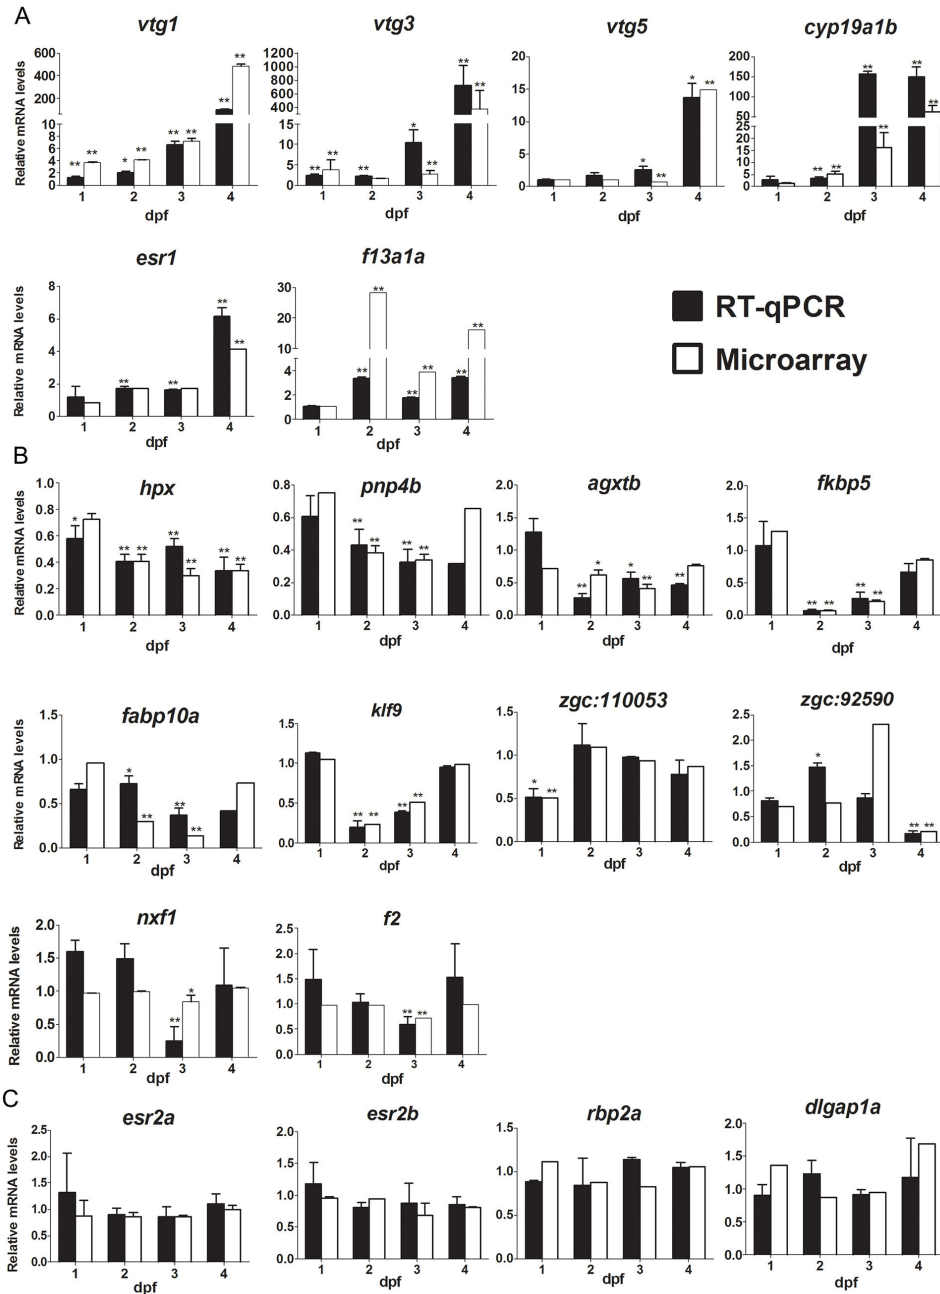 A
vtg1
vtg3
vtg5
cyp19a1b
Relative mRNA levels
600 400 200 10 8 6 4 2 0
1200 1000 800 600 400 200 15 10 5 0
20 15 10 5 0
200 150 100 50 25 20 15 10 5 0
** ** * ** ** ** ** **
** ** ** * ** **
* ** * **
** ** ** ** ** **
1 2 3 4
1 2 3 4
1 2 3 4
1 2 3 4
dpf
dpf
dpf
dpf
esr1
f13a1a
Relative mRNA levels
8 6 4 2 0
30 20 10 6 4 2 0
** ** ** **
** ** ** ** ** **
1 2 3 4
1 2 3 4
dpf
dpf
RT-qPCR
Microarray
B
hpx
pnp4b
agxtb
fkbp5
Relative mRNA levels
1.0 0.8 0.6 0.4 0.2 0.0
0.8 0.6 0.4 0.2 0.0
2.0 1.5 1.0 0.5 0.0
2.0 1.5 1.0 0.5 0.0
* ** ** ** ** ** **
** ** ** **
** * * ** **
** ** ** **
1 2 3 4
1 2 3 4
1 2 3 4
1 2 3 4
dpf
dpf
dpf
dpf
fabp10a
klf9
zgc:110053
zgc:92590
Relative mRNA levels
1.5 1.0 0.5 0.0
1.5 1.0 0.5 0.0
1.5 1.0 0.5 0.0
2.5 2.0 1.5 1.0 0.5 0.0
* ** ** **
** ** **
* **
* ** **
1 2 3 4
1 2 3 4
1 2 3 4
1 2 3 4
dpf
dpf
dpf
dpf
nxf1
f2
Relative mRNA levels
2.0 1.5 1.0 0.5 0.0
2.5 2.0 1.5 1.0 0.5 0.0
** *
** **
1 2 3 4
1 2 3 4
dpf
dpf
C
esr2a
esr2b
rbp2a
dlgap1a
Relative mRNA levels
2.5 2.0 1.5 1.0 0.5 0.0
2.0 1.5 1.0 0.5 0.0
1.5 1.0 0.5 0.0
2.0 1.5 1.0 0.5 0.0
1 2 3 4
1 2 3 4
1 2 3 4
1 2 3 4
dpf
dpf
dpf
dpf